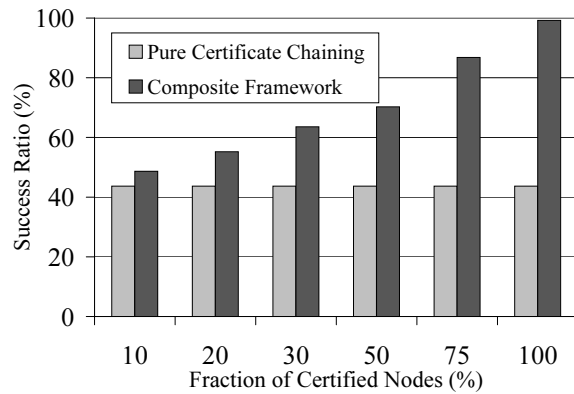 100
80
60
40
20
0
Success Ratio (%)
Pure Certificate Chaining
Composite Framework
10 20 30 50 75 100
Fraction of Certified Nodes (%)